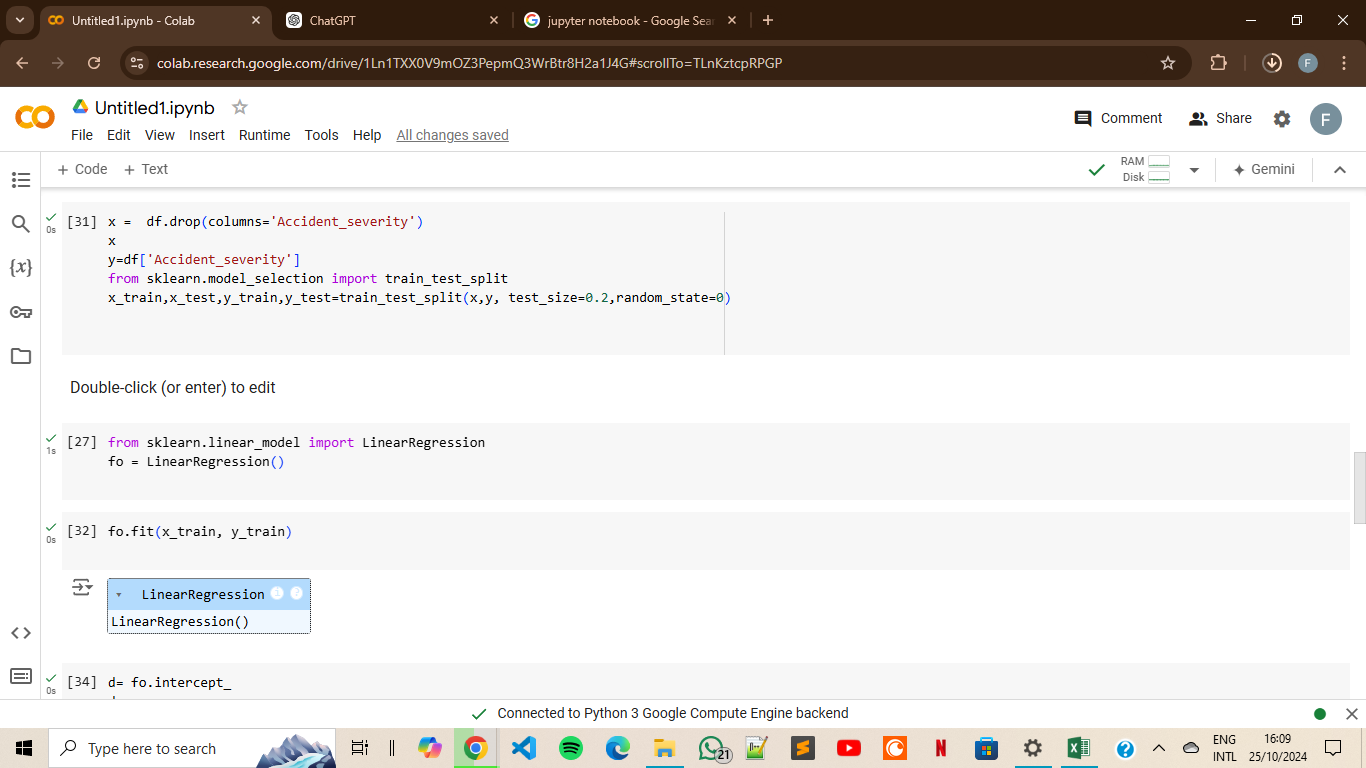 Untitled1.ipynb - Colab
ChatGPT
jupyter notebook - Google Sear
colab.research.google.com/drive/1Ln1TXX0V9mOZ3PepmQ3WrBtr8H2a1J4G#scrollTo=TLnKztcpRPGP
F
Untitled1.ipynb
File Edit View Insert Runtime Tools Help All changes saved
Comment
Share
F
+ Code + Text
RAM
Disk
Gemini
0s
[31] x =  df.drop(columns='Accident_severity')
x
y=df['Accident_severity']
from sklearn.model_selection import train_test_split
x_train,x_test,y_train,y_test=train_test_split(x,y, test_size=0.2,random_state=0)
{x}
Double-click (or enter) to edit
1s
[27] from sklearn.linear_model import LinearRegression
fo = LinearRegression()
0s
[32] fo.fit(x_train, y_train)
LinearRegression i ?
LinearRegression()
0s
[34] d= fo.intercept_
Connected to Python 3 Google Compute Engine backend
Type here to search
21
N
ENG
INTL
16:09
25/10/2024